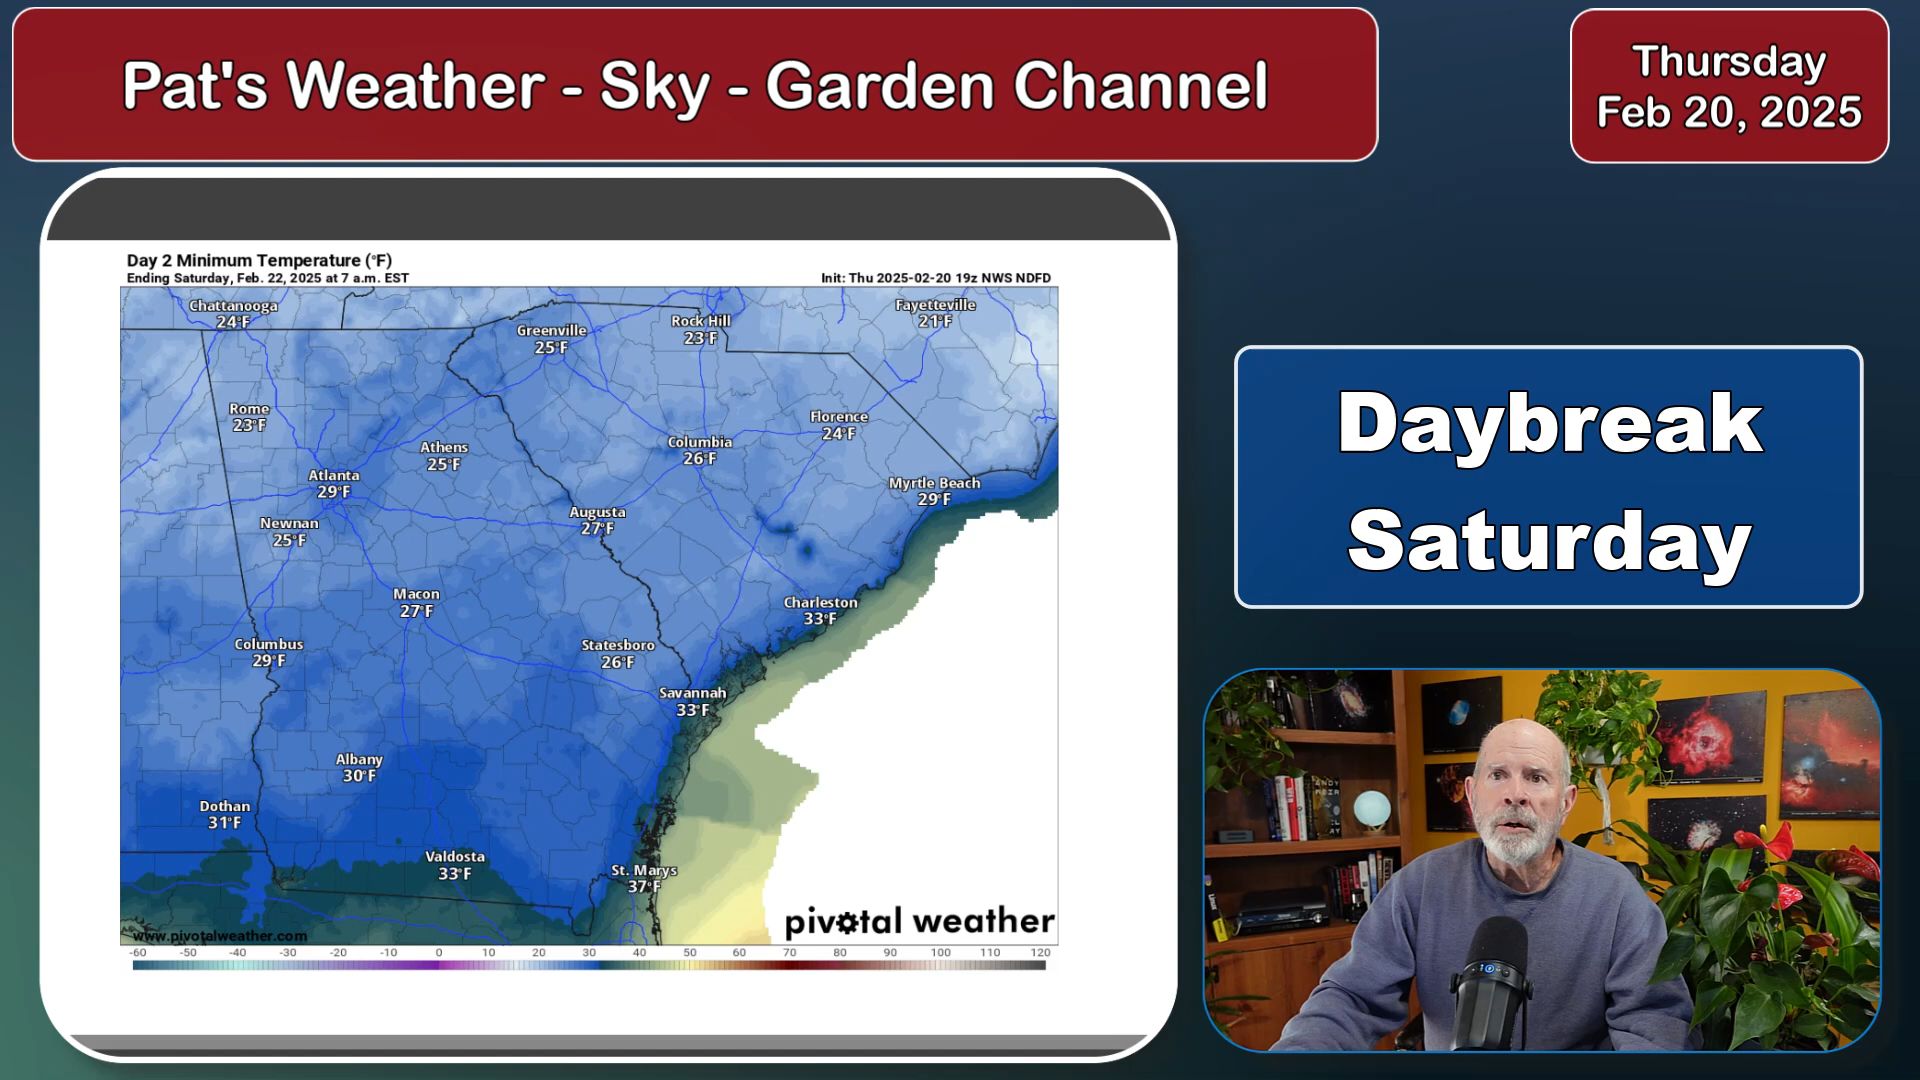 Pat's Weather - Sky - Garden Channel
Thursday
Feb 20, 2025
Day 2 Minimum Temperature (°F)
Ending Saturday, Feb. 22, 2025 at 7 a.m. EST
Init: Thu 2025-02-20 19z NWS NDFD
Chattanooga
24°F
Greenville
25°F
Rock Hill
23°F
Fayetteville
21°F
Rome
23°F
Athens
25°F
Columbia
26°F
Florence
24°F
Atlanta
29°F
Myrtle Beach
29°F
Newnan
25°F
Augusta
27°F
Macon
27°F
Charleston
33°F
Columbus
29°F
Statesboro
26°F
Savannah
33°F
Albany
30°F
Dothan
31°F
Valdosta
33°F
St. Marys
37°F
pivotal weather
www.pivotalweather.com
-60 -50 -40 -30 -20 -10 0 10 20 30 40 50 60 70 80 90 100 110 120
Daybreak
Saturday